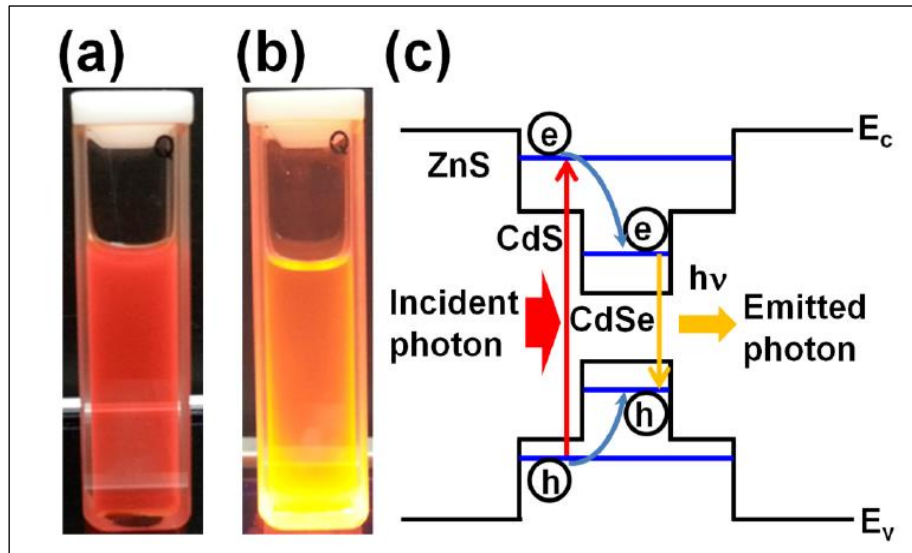 (a)
(b)
(c)
Q
Q
e
E_c
ZnS
e
CdS
hν
Incident
photon
CdSe
Emitted
photon
h
h
E_v